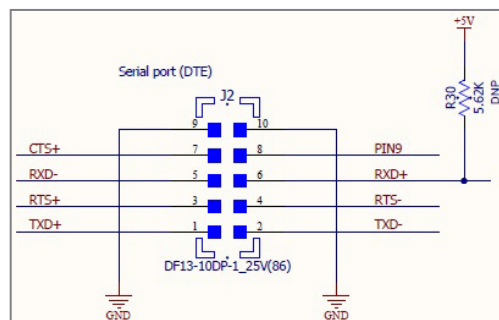 +5V
Serial port (DTE)
R30
5.62K
DNP
J2
9 10
CTS+ 7 8 PIN9
RXD- 5 6 RXD+
RTS+ 3 4 RTS-
TXD+ 1 2 TXD-
DF13-10DP-1_25V(86)
GND GND